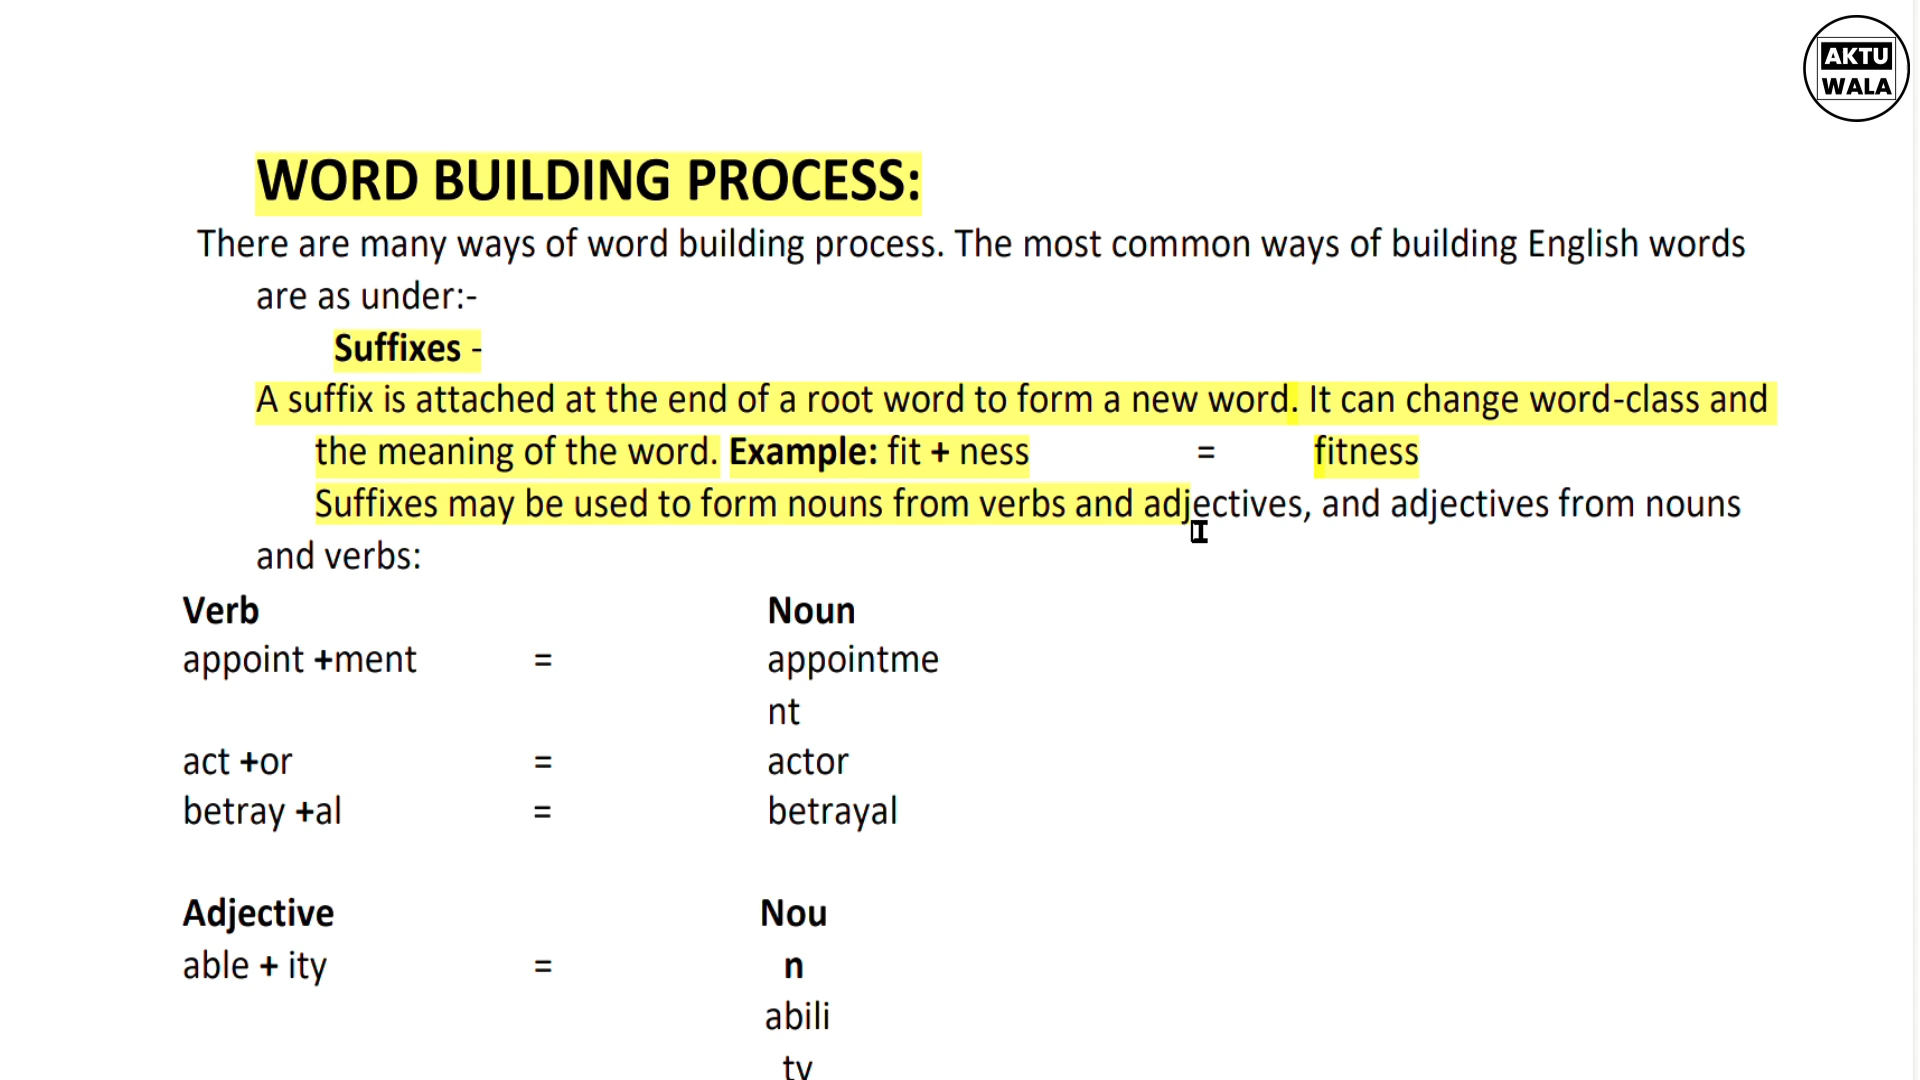 AKTU
WALA
WORD BUILDING PROCESS:
There are many ways of word building process. The most common ways of building English words
are as under:-
Suffixes -
A suffix is attached at the end of a root word to form a new word. It can change word-class and
the meaning of the word. Example: fit + ness = fitness
Suffixes may be used to form nouns from verbs and adjectives, and adjectives from nouns
and verbs:
Verb Noun
appoint +ment = appointme
nt
act +or = actor
betray +al = betrayal
Adjective Nou
able + ity = n
abili
ty